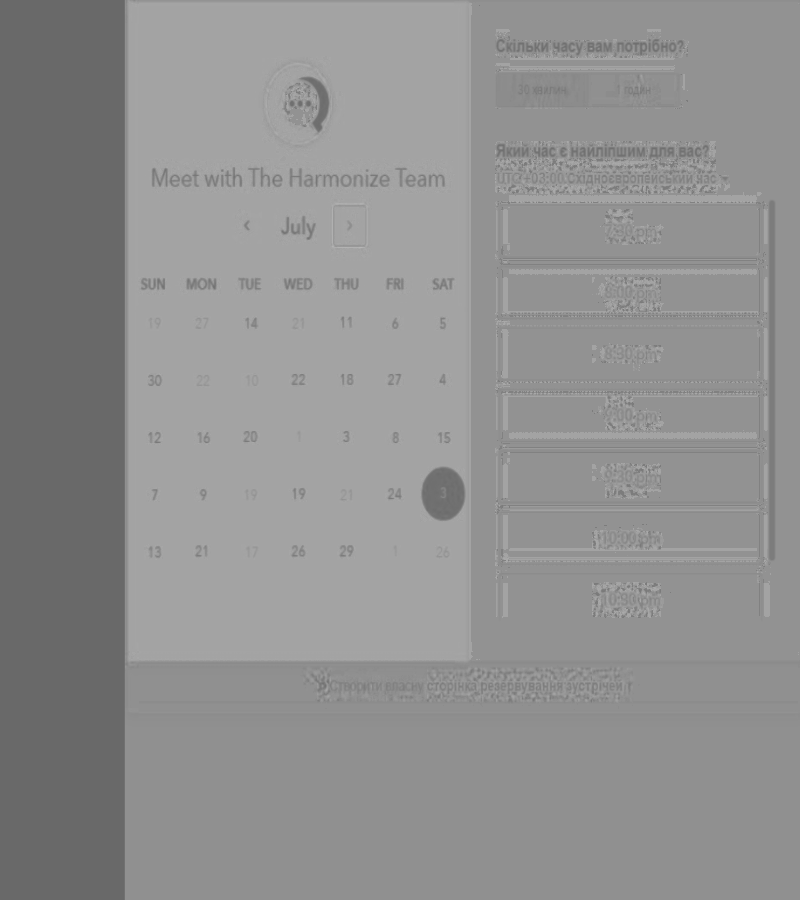 Meet with The Harmonize Team
July
SUN MON TUE WED THU FRI SAT
19 27 14 21 11 6 5
30 22 10 22 18 27 4
12 16 20 1 3 8 15
7 9 19 19 21 24 3
13 21 17 26 29 1 26
Скільки часу вам потрібно?
30 хвилин 1 годин
Який час є найліпшим для вас?
UTC+03:00 Східноєвропейський час
7:30 pm
8:00 pm
8:30 pm
9:00 pm
9:30 pm
10:00 pm
10:30 pm
Створити власну сторінка резервування зустрічей